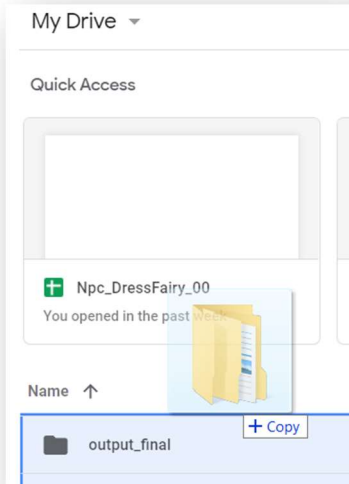 My Drive
Quick Access
Npc_DressFairy_00
You opened in the past week
Name
+ Copy
output_final